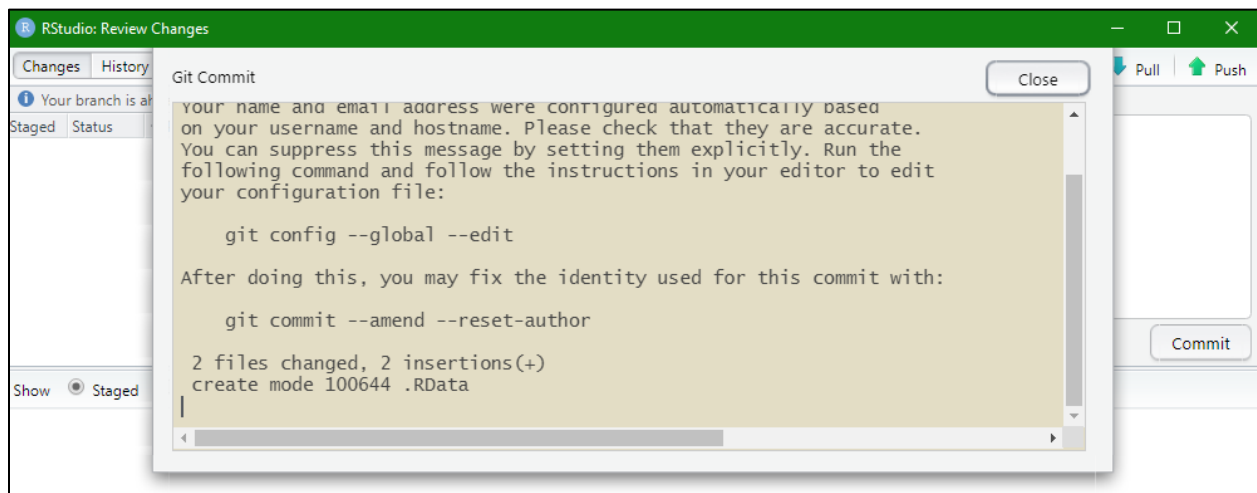 R RStudio: Review Changes
Changes History
Pull Push
Your branch is ah
Staged Status
Git Commit
Close
Your name and email address were configured automatically based
on your username and hostname. Please check that they are accurate.
You can suppress this message by setting them explicitly. Run the
following command and follow the instructions in your editor to edit
your configuration file:
git config --global --edit
After doing this, you may fix the identity used for this commit with:
git commit --amend --reset-author
2 files changed, 2 insertions(+)
create mode 100644 .RData
Commit
Show Staged